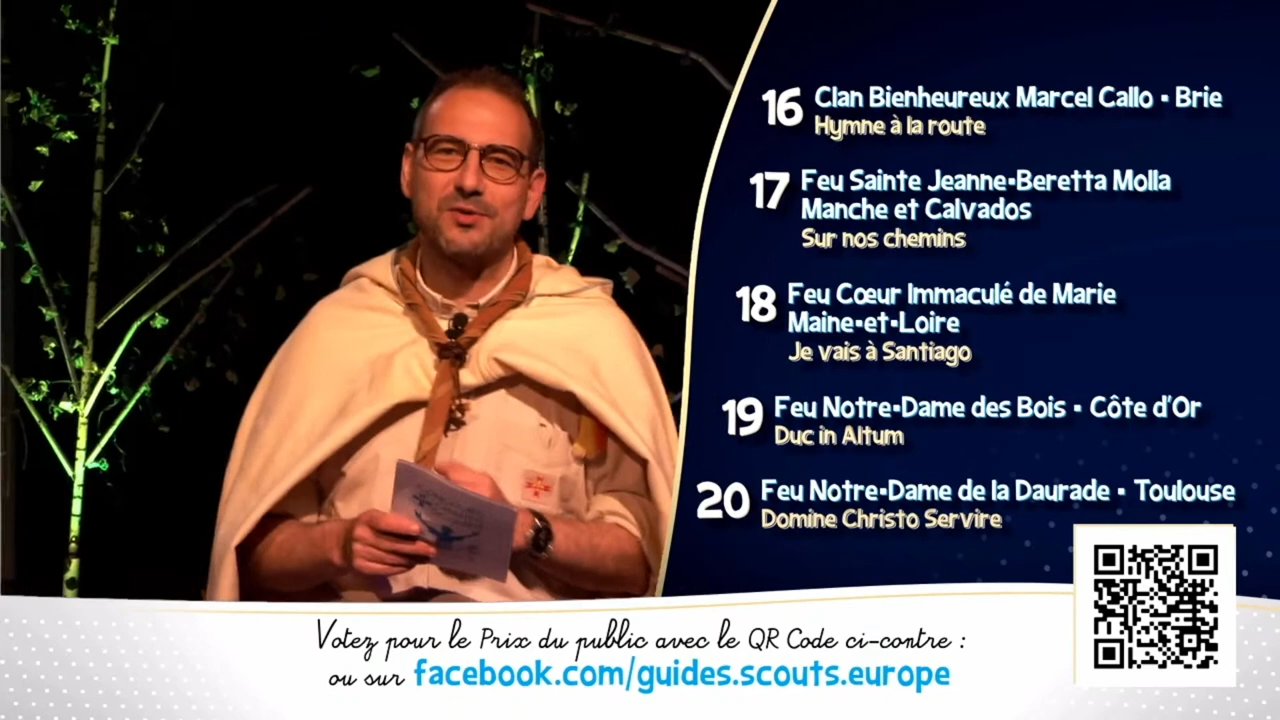 16
Clan Bienheureux Marcel Callo • Brie
Hymne à la route
17
Feu Sainte Jeanne-Beretta Molla
Manche et Calvados
Sur nos chemins
18
Feu Cœur Immaculé de Marie
Maine-et-Loire
Je vais à Santiago
19
Feu Notre-Dame des Bois • Côte d'Or
Duc in Altum
20
Feu Notre-Dame de la Daurade • Toulouse
Domine Christo Servire
Votez pour le Prix du public avec le QR Code ci-contre :
ou sur facebook.com/guides.scouts.europe